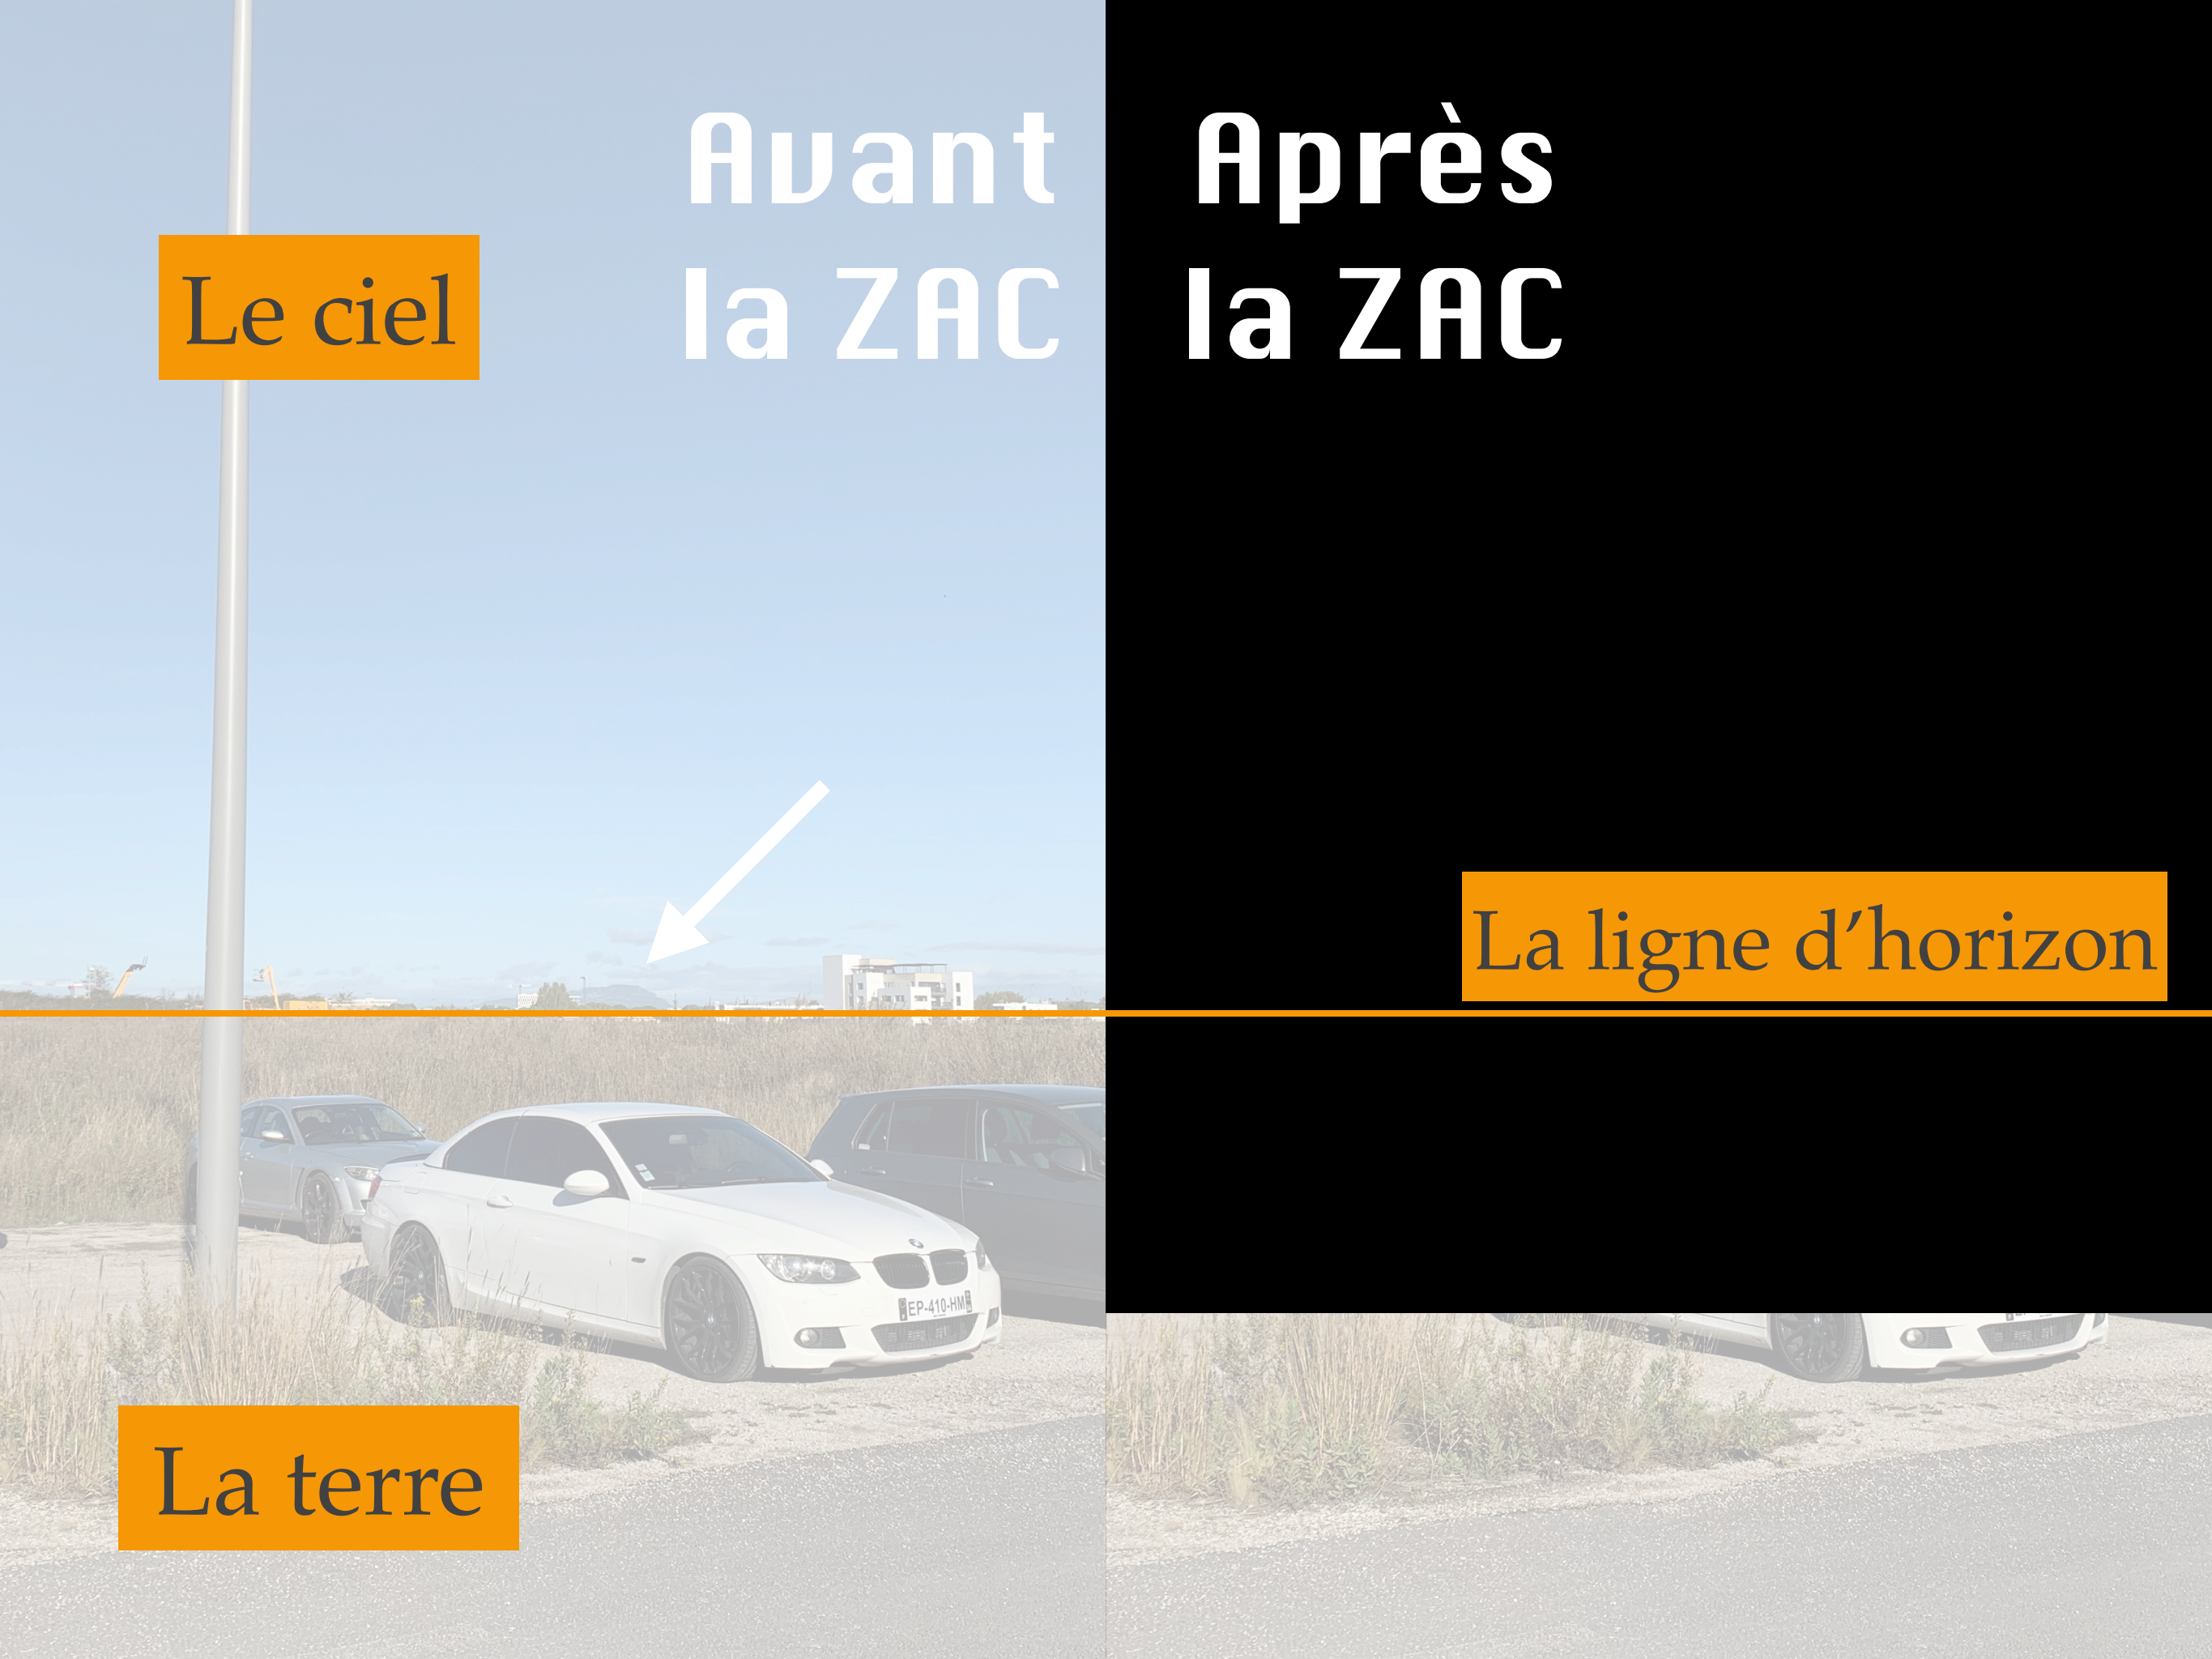 Avant
la ZAC
Après
la ZAC
Le ciel
La ligne d’horizon
EP-410-HM
La terre